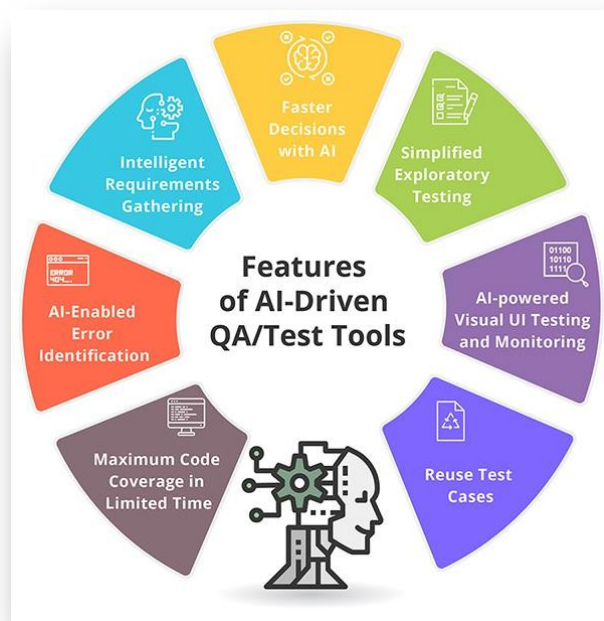 Features
of AI-Driven
QA/Test Tools
Faster
Decisions
with AI
Simplified
Exploratory
Testing
01100
10110
1111
AI-powered
Visual UI Testing
and Monitoring
Reuse Test
Cases
Maximum Code
Coverage in
Limited Time
ERROR
404...
AI-Enabled
Error
Identification
Intelligent
Requirements
Gathering